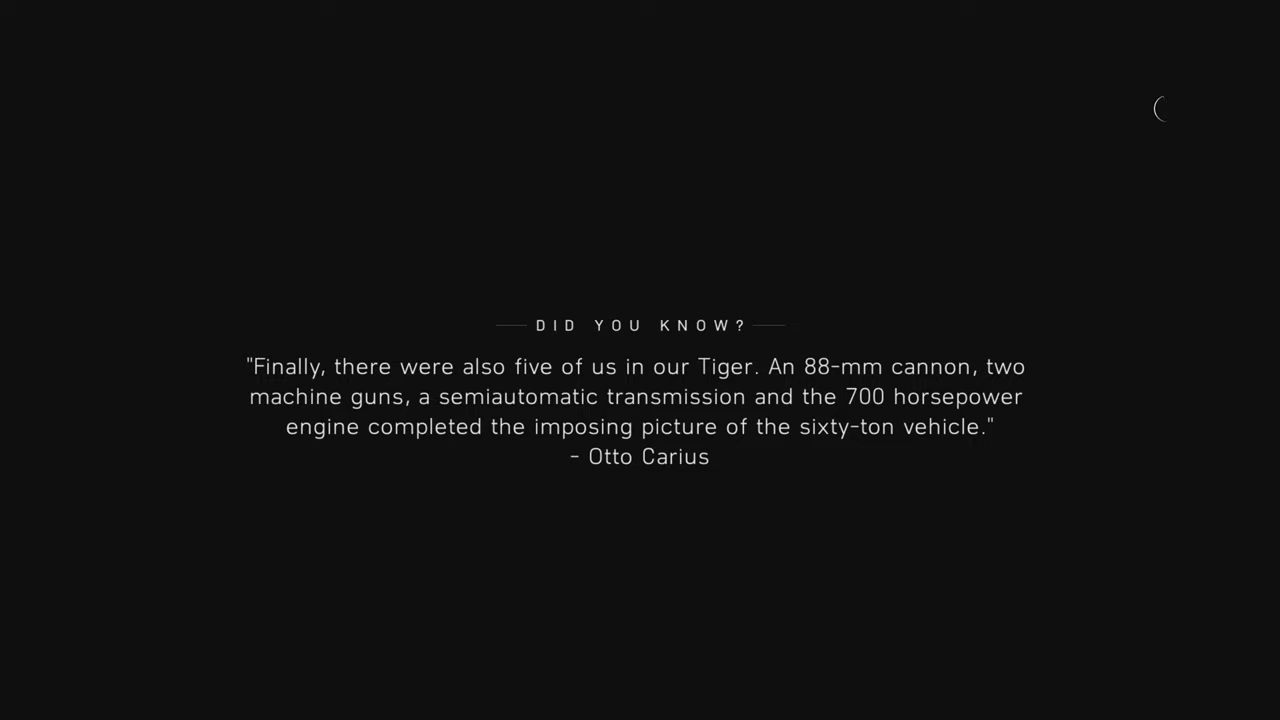 DID YOU KNOW?
"Finally, there were also five of us in our Tiger. An 88-mm cannon, two
machine guns, a semiautomatic transmission and the 700 horsepower
engine completed the imposing picture of the sixty-ton vehicle."
- Otto Carius